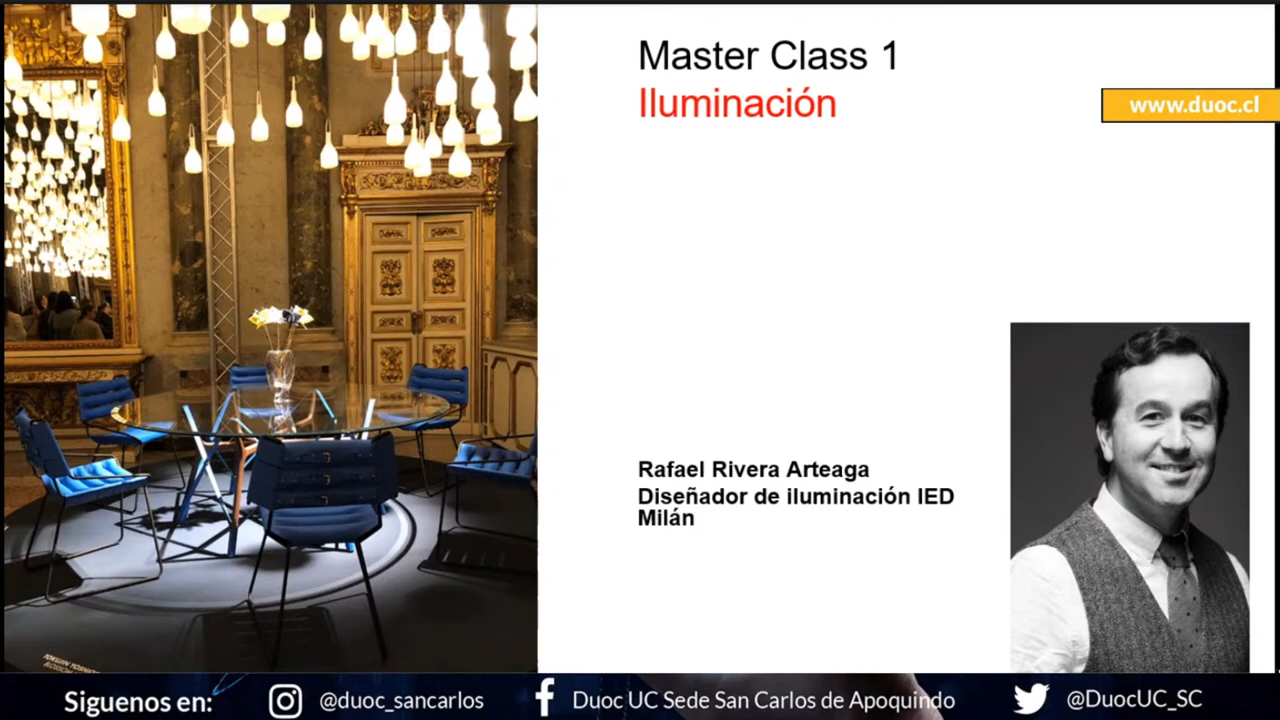 Master Class 1
Iluminación
www.duoc.cl
Rafael Rivera Arteaga
Diseñador de iluminación IED
Milán
Siguenos en:
@duoc_sancarlos
Duoc UC Sede San Carlos de Apoquindo
@DuocUC_SC